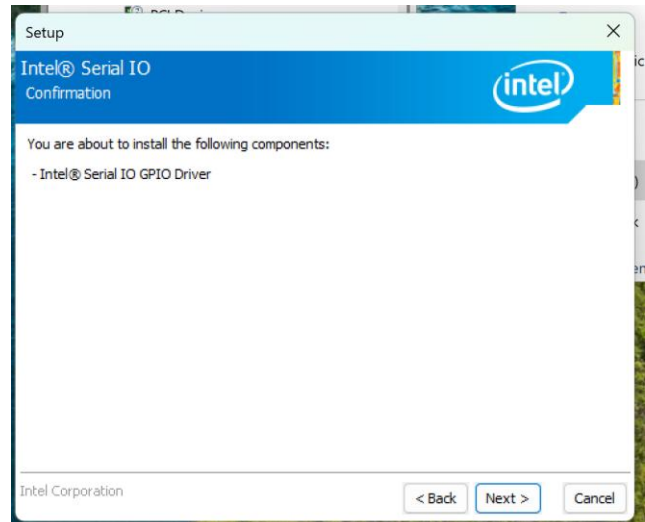 Setup
Intel® Serial IO
Confirmation
intel
You are about to install the following components:
- Intel® Serial IO GPIO Driver
Intel Corporation
< Back
Next >
Cancel